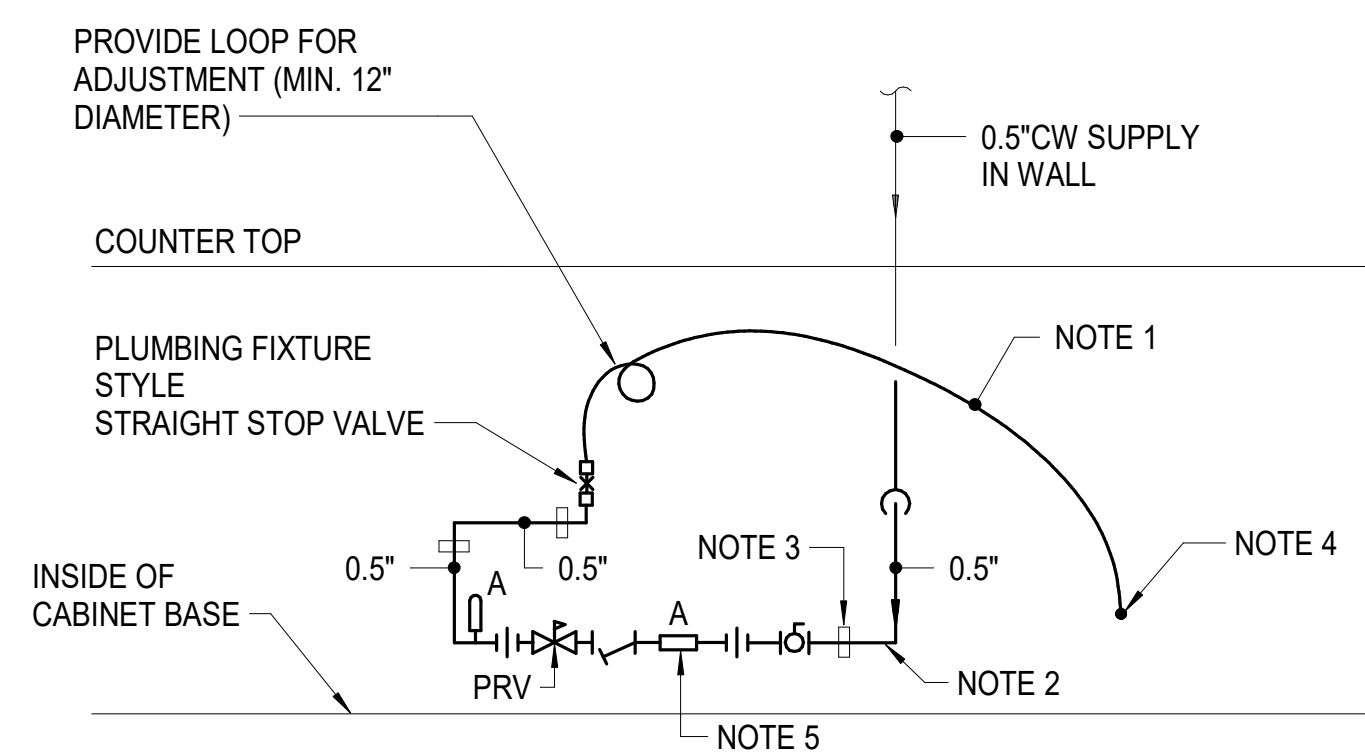 PROVIDE LOOP FOR
ADJUSTMENT (MIN. 12"
DIAMETER)
0.5"CW SUPPLY
IN WALL
COUNTER TOP
PLUMBING FIXTURE
STYLE
STRAIGHT STOP VALVE
NOTE 1
NOTE 3
NOTE 4
0.5"
0.5"
0.5"
INSIDE OF
CABINET BASE
A
A
PRV
NOTE 2
NOTE 5